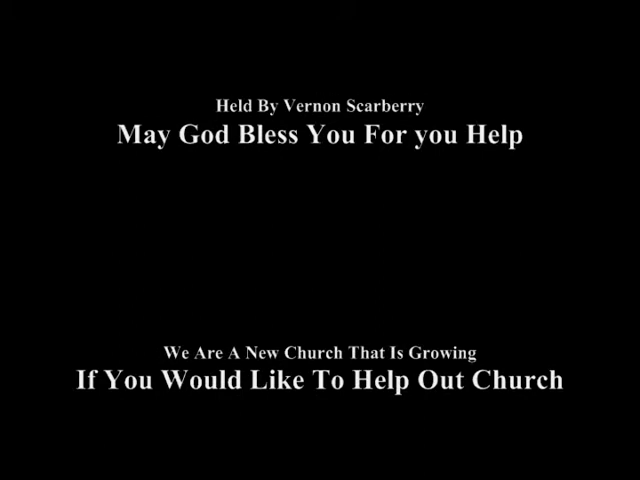 Held By Vernon Scarberry
May God Bless You For you Help
We Are A New Church That Is Growing
If You Would Like To Help Out Church